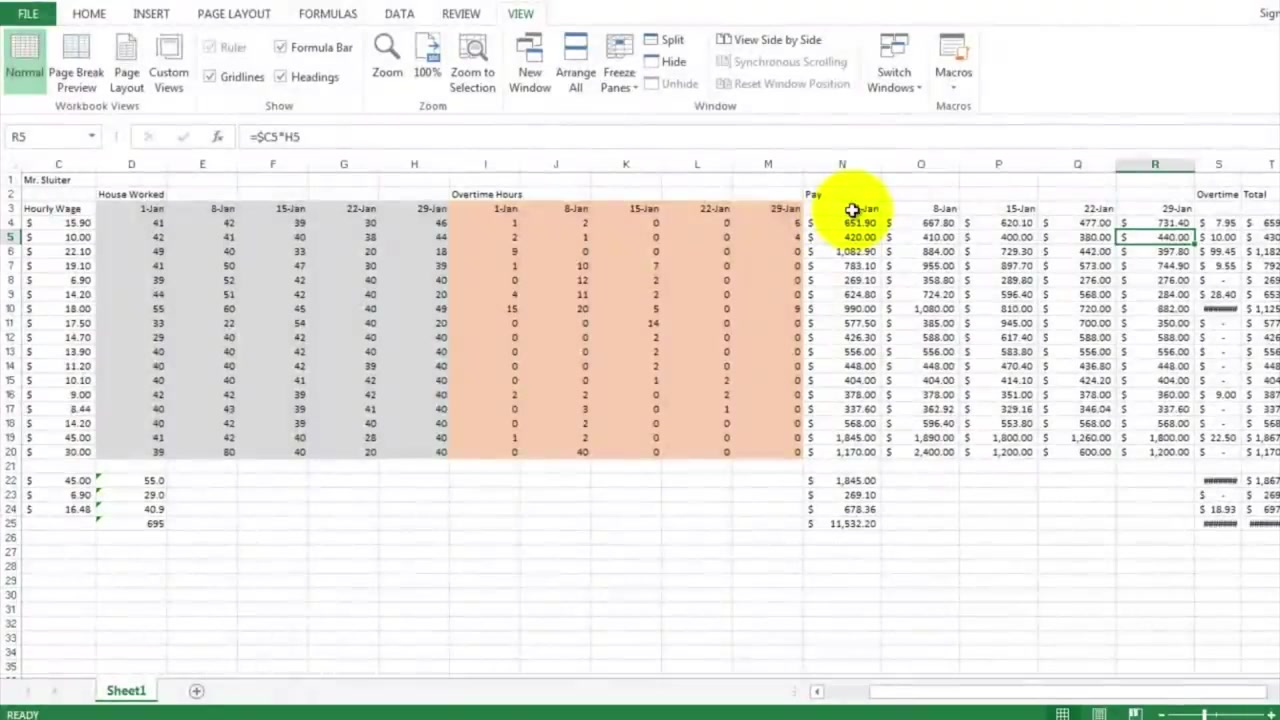 FILE HOME INSERT PAGE LAYOUT FORMULAS DATA REVIEW VIEW Sign
Normal Page Break Preview Page Layout Custom Views Ruler Formula Bar Gridlines Headings Zoom 100% Zoom to Selection New Window Arrange All Freeze Panes Split Hide Unhide View Side by Side Synchronous Scrolling Reset Window Position Switch Windows Macros
Workbook Views Show Zoom Window Macros
R5 fx =$C5*H5
C D E F G H I J K L M N O P Q R S T
1 Mr. Sluiter
2 House Worked Overtime Hours Pay Overtime Total
3 Hourly Wage 1-Jan 8-Jan 15-Jan 22-Jan 29-Jan 1-Jan 8-Jan 15-Jan 22-Jan 29-Jan -Jan 8-Jan 15-Jan 22-Jan 29-Jan
4 $ 15.90 41 42 39 30 46 1 2 0 0 6 $ 651.90 $ 667.80 $ 620.10 $ 477.00 $ 731.40 $ 7.95 $ 659
5 $ 10.00 42 41 40 38 44 2 1 0 0 4 $ 420.00 $ 410.00 $ 400.00 $ 380.00 $ 440.00 $ 10.00 $ 430
6 $ 22.10 49 40 33 20 18 9 0 0 0 0 $ 1,082.90 $ 884.00 $ 729.30 $ 442.00 $ 397.80 $ 99.45 $ 1,182
7 $ 19.10 41 50 47 30 39 1 10 7 0 0 $ 783.10 $ 955.00 $ 897.70 $ 573.00 $ 744.90 $ 9.55 $ 792
8 $ 6.90 39 52 42 40 40 0 12 2 0 0 $ 269.10 $ 358.80 $ 289.80 $ 276.00 $ 276.00 $ - $ 269
9 $ 14.20 44 51 42 40 20 4 11 2 0 0 $ 624.80 $ 724.20 $ 596.40 $ 568.00 $ 284.00 $ 28.40 $ 653
10 $ 18.00 55 60 45 40 49 15 20 5 0 9 $ 990.00 $ 1,080.00 $ 810.00 $ 720.00 $ 882.00 ####### $ 1,125
11 $ 17.50 33 22 54 40 20 0 0 14 0 0 $ 577.50 $ 385.00 $ 945.00 $ 700.00 $ 350.00 $ - $ 577
12 $ 14.70 29 40 42 40 40 0 0 2 0 0 $ 426.30 $ 588.00 $ 617.40 $ 588.00 $ 588.00 $ - $ 426
13 $ 13.90 40 40 42 40 40 0 0 2 0 0 $ 556.00 $ 556.00 $ 583.80 $ 556.00 $ 556.00 $ - $ 556
14 $ 11.20 40 40 42 39 40 0 0 2 0 0 $ 448.00 $ 448.00 $ 470.40 $ 436.80 $ 448.00 $ - $ 448
15 $ 10.10 40 40 41 42 40 0 0 1 2 0 $ 404.00 $ 404.00 $ 414.10 $ 424.20 $ 404.00 $ - $ 404
16 $ 9.00 42 42 39 42 40 2 2 0 2 0 $ 378.00 $ 378.00 $ 351.00 $ 378.00 $ 360.00 $ 9.00 $ 387
17 $ 8.44 40 43 39 41 40 0 3 0 1 0 $ 337.60 $ 362.92 $ 329.16 $ 346.04 $ 337.60 $ - $ 337
18 $ 14.20 40 42 39 40 40 0 2 0 0 0 $ 568.00 $ 596.40 $ 553.80 $ 568.00 $ 568.00 $ - $ 568
19 $ 45.00 41 42 40 28 40 1 2 0 0 0 $ 1,845.00 $ 1,890.00 $ 1,800.00 $ 1,260.00 $ 1,800.00 $ 22.50 $ 1,867
20 $ 30.00 39 80 40 20 40 0 40 0 0 0 $ 1,170.00 $ 2,400.00 $ 1,200.00 $ 600.00 $ 1,200.00 $ - $ 1,170
21
22 $ 45.00 55.0 $ 1,845.00 ####### $ 1,867
23 $ 6.90 29.0 $ 269.10 $ - $ 269
24 $ 16.48 40.9 $ 678.36 $ 18.93 $ 697
25 695 $ 11,532.20 ####### #######
26
27
28
29
30
31
32
33
34
35
Sheet1
READY